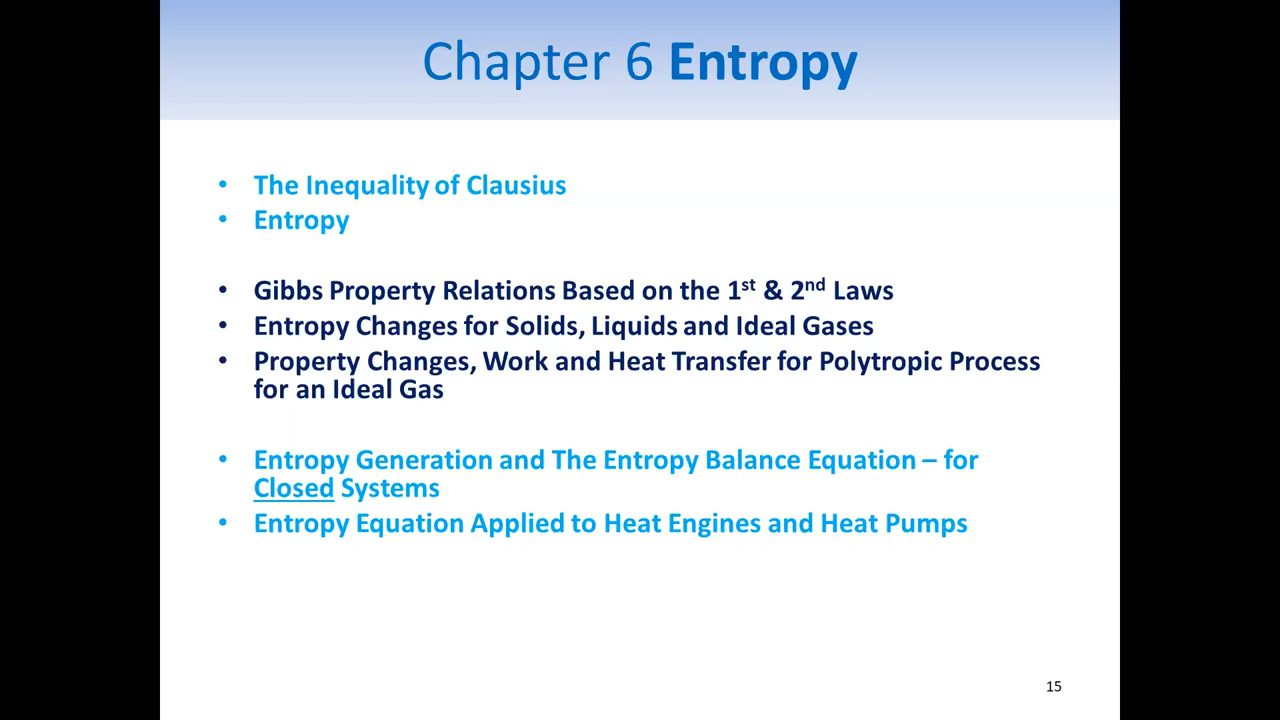 Chapter 6 Entropy
• The Inequality of Clausius
• Entropy
• Gibbs Property Relations Based on the 1st & 2nd Laws
• Entropy Changes for Solids, Liquids and Ideal Gases
• Property Changes, Work and Heat Transfer for Polytropic Process
for an Ideal Gas
• Entropy Generation and The Entropy Balance Equation – for
Closed Systems
• Entropy Equation Applied to Heat Engines and Heat Pumps
15